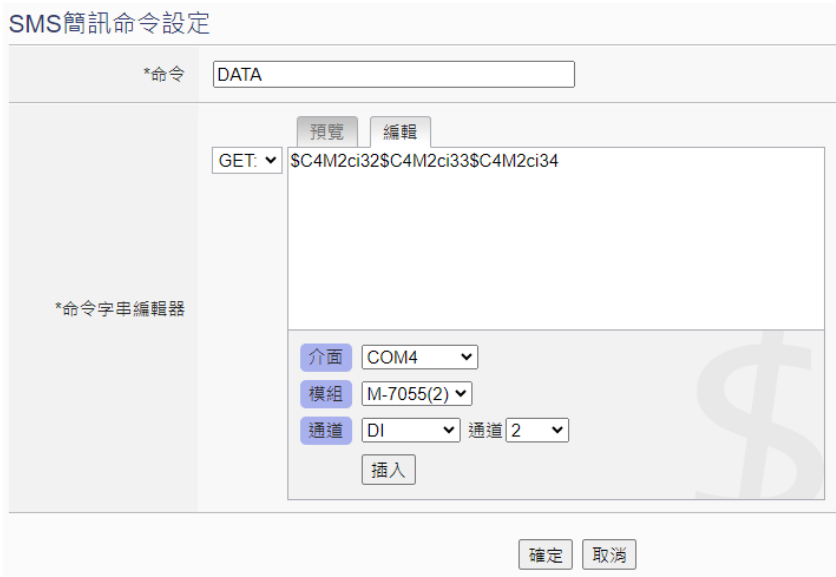 SMS簡訊命令設定
*命令 DATA
預覽 編輯
GET: $C4M2ci32$C4M2ci33$C4M2ci34
*命令字串編輯器
介面 COM4
模組 M-7055(2)
通道 DI 通道 2
插入
$
確定 取消